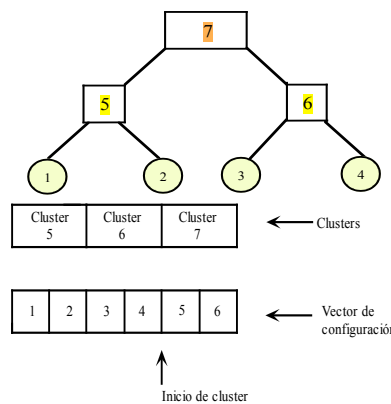 7
5
6
1
2
3
4
Cluster
5
Cluster
6
Cluster
7
Clusters
1 2 3 4 5 6
Vector de
configuración
Inicio de cluster